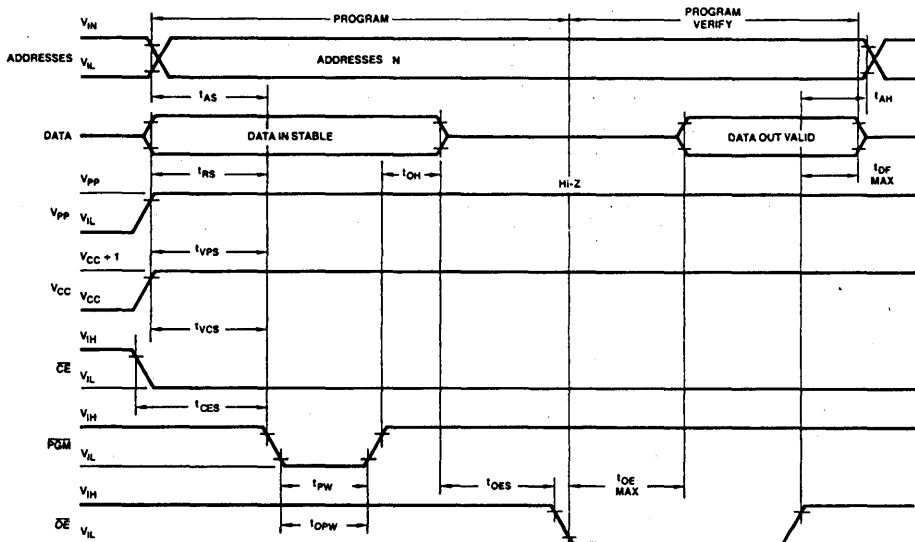 PROGRAM
PROGRAM
VERIFY
VIN
ADDRESSES
VIL
ADDRESSES N
tAS
tAH
DATA
DATA IN STABLE
DATA OUT VALID
tRS
tOH
Hi-Z
tDF
MAX
VPP
VPP
VIL
tVPS
VCC + 1
VCC
VCC
tVCS
VIH
CE
VIL
tCES
VIH
PGM
VIL
tPW
tOES
tOE
MAX
VIH
tOPW
OE
VIL